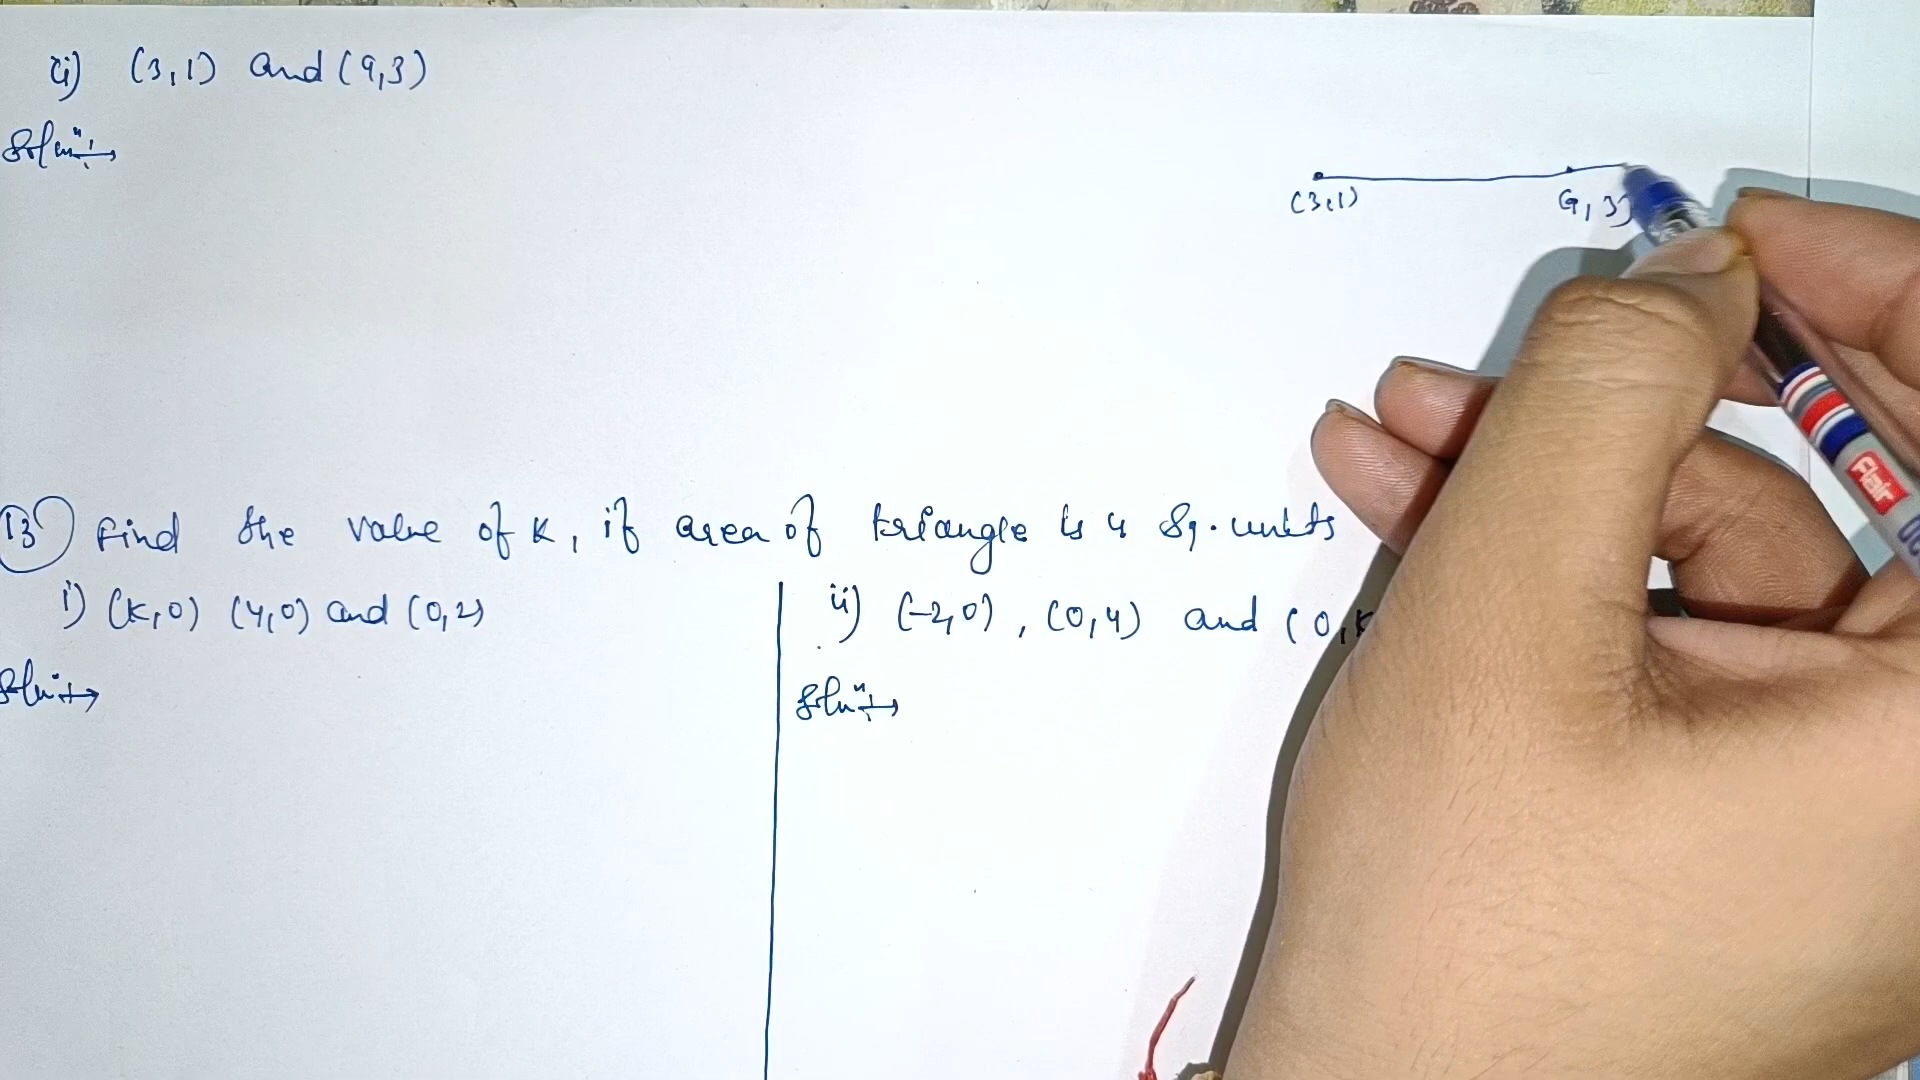 ii) (3,1) and (9,3)
Soln:→
(3,1) (9,3)
13 Find the value of K, if area of triangle is 4 Sq. units
i) (K,0) (4,0) and (0,2)
ii) (-2,0), (0,4) and (0,K
Soln:→
Soln:→
Flair